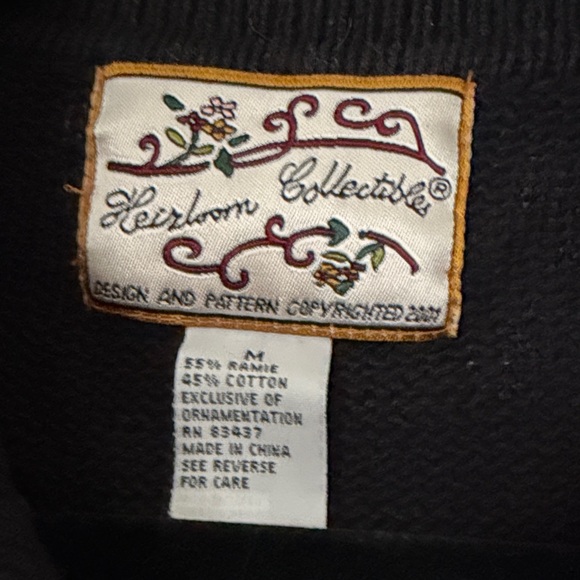 Heirloom Collectibles®
DESIGN AND PATTERN COPYRIGHTED 2001
M
55% RAMIE
45% COTTON
EXCLUSIVE OF
ORNAMENTATION
RN 83437
MADE IN CHINA
SEE REVERSE
FOR CARE